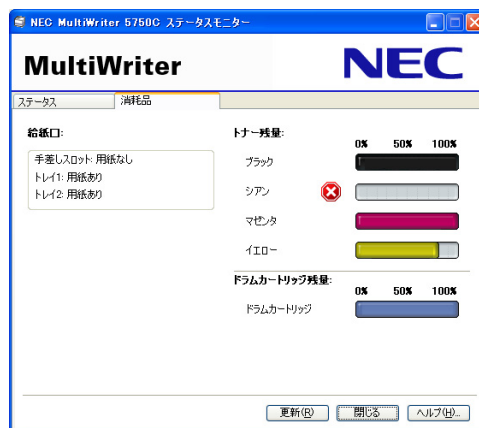 NEC MultiWriter 5750C ステータスモニター
MultiWriter
NEC
ステータス 消耗品
給紙口:
手差しスロット: 用紙なし
トレイ1: 用紙あり
トレイ2: 用紙あり
トナー残量:
0% 50% 100%
ブラック
シアン
マゼンタ
イエロー
ドラムカートリッジ残量:
0% 50% 100%
ドラムカートリッジ
更新(R) 閉じる ヘルプ(H)...